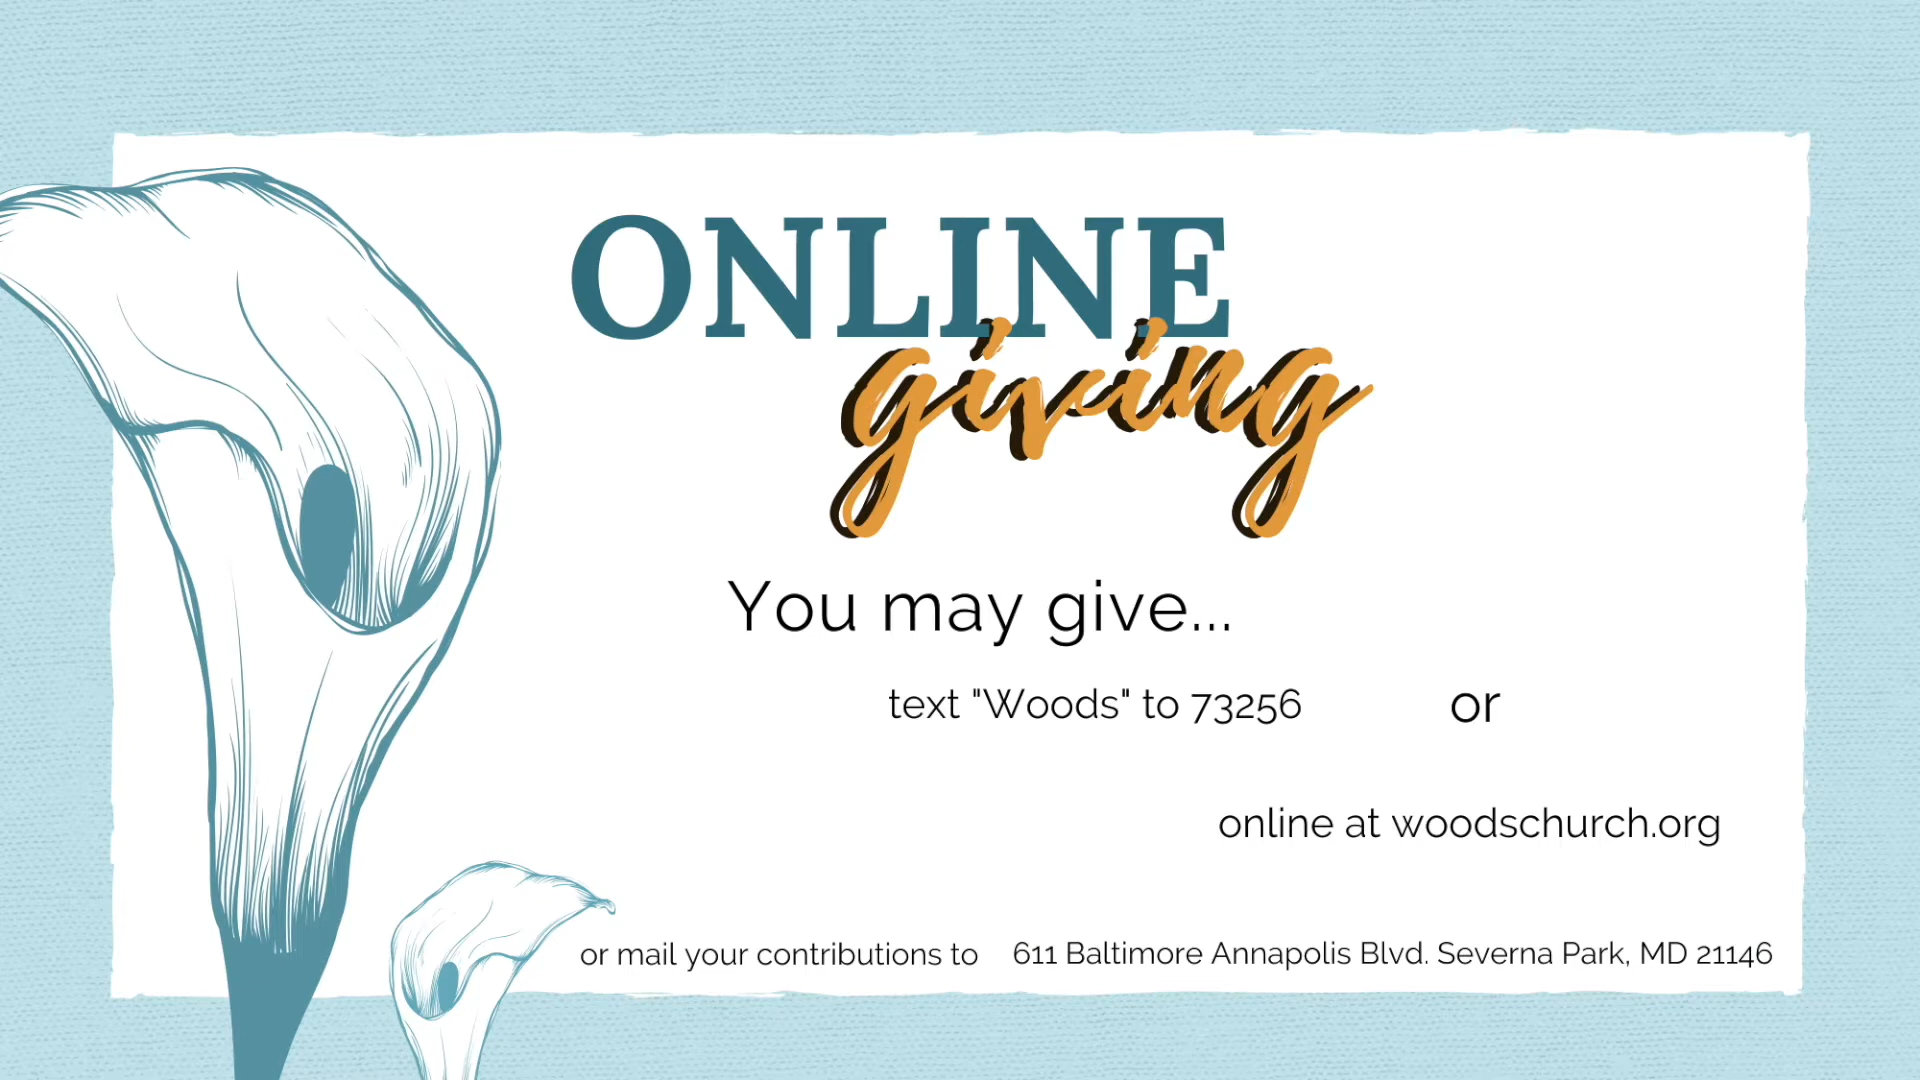 ONLINE
giving
You may give...
text "Woods" to 73256 or
online at woodschurch.org
or mail your contributions to 611 Baltimore Annapolis Blvd. Severna Park, MD 21146